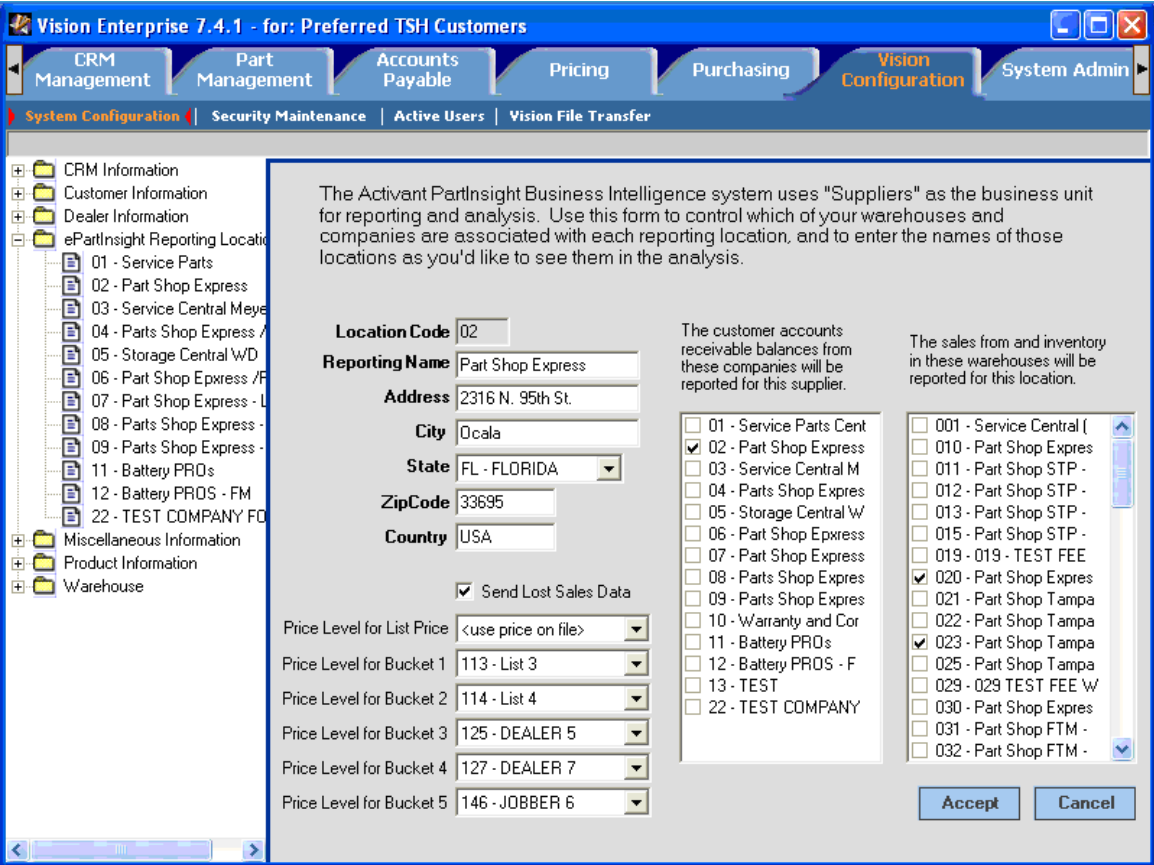 Vision Enterprise 7.4.1 - for: Preferred TSH Customers
CRM Management
Part Management
Accounts Payable
Pricing
Purchasing
Vision Configuration
System Admin
System Configuration | Security Maintenance | Active Users | Vision File Transfer
CRM Information
Customer Information
Dealer Information
ePartInsight Reporting Locatio
01 - Service Parts
02 - Part Shop Express
03 - Service Central Meye
04 - Parts Shop Express /
05 - Storage Central WD
06 - Part Shop Epxress /F
07 - Part Shop Express - L
08 - Parts Shop Express -
09 - Parts Shop Express -
11 - Battery PROs
12 - Battery PROS - FM
22 - TEST COMPANY FO
Miscellaneous Information
Product Information
Warehouse
The Activant PartInsight Business Intelligence system uses "Suppliers" as the business unit
for reporting and analysis. Use this form to control which of your warehouses and
companies are associated with each reporting location, and to enter the names of those
locations as you'd like to see them in the analysis.
Location Code 02
Reporting Name Part Shop Express
Address 2316 N. 95th St.
City Ocala
State FL - FLORIDA
ZipCode 33695
Country USA
Send Lost Sales Data
Price Level for List Price <use price on file>
Price Level for Bucket 1 113 - List 3
Price Level for Bucket 2 114 - List 4
Price Level for Bucket 3 125 - DEALER 5
Price Level for Bucket 4 127 - DEALER 7
Price Level for Bucket 5 146 - JOBBER 6
The customer accounts
receivable balances from
these companies will be
reported for this supplier.
01 - Service Parts Cent
02 - Part Shop Express
03 - Service Central M
04 - Parts Shop Expres
05 - Storage Central W
06 - Part Shop Epxress
07 - Part Shop Express
08 - Parts Shop Expres
09 - Parts Shop Expres
10 - Warranty and Cor
11 - Battery PROs
12 - Battery PROS - F
13 - TEST
22 - TEST COMPANY
The sales from and inventory
in these warehouses will be
reported for this location.
001 - Service Central (
010 - Part Shop Expres
011 - Part Shop STP -
012 - Part Shop STP -
013 - Part Shop STP -
015 - Part Shop STP -
019 - 019 - TEST FEE
020 - Part Shop Expres
021 - Part Shop Tampa
022 - Part Shop Tampa
023 - Part Shop Tampa
025 - Part Shop Tampa
029 - 029 TEST FEE W
030 - Part Shop Expres
031 - Part Shop FTM -
032 - Part Shop FTM -
Accept
Cancel